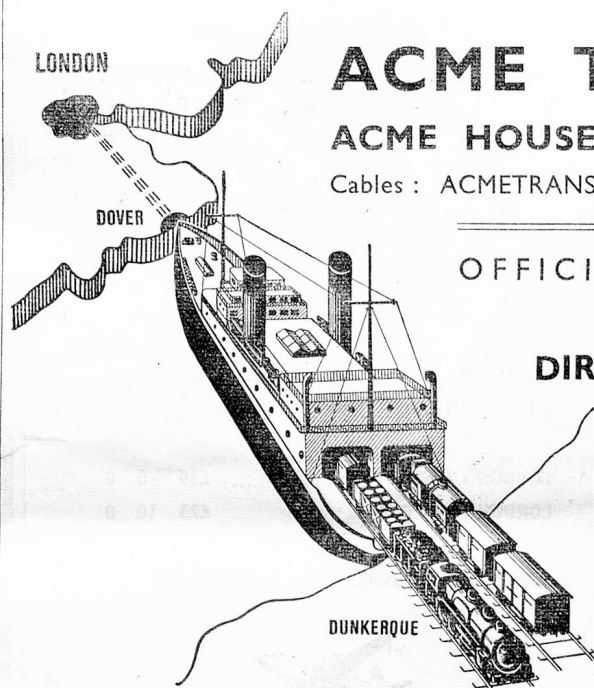 LONDON
ACME T
ACME HOUSE
Cables : ACMETRANS
DOVER
OFFICI
DIR
DUNKERQUE